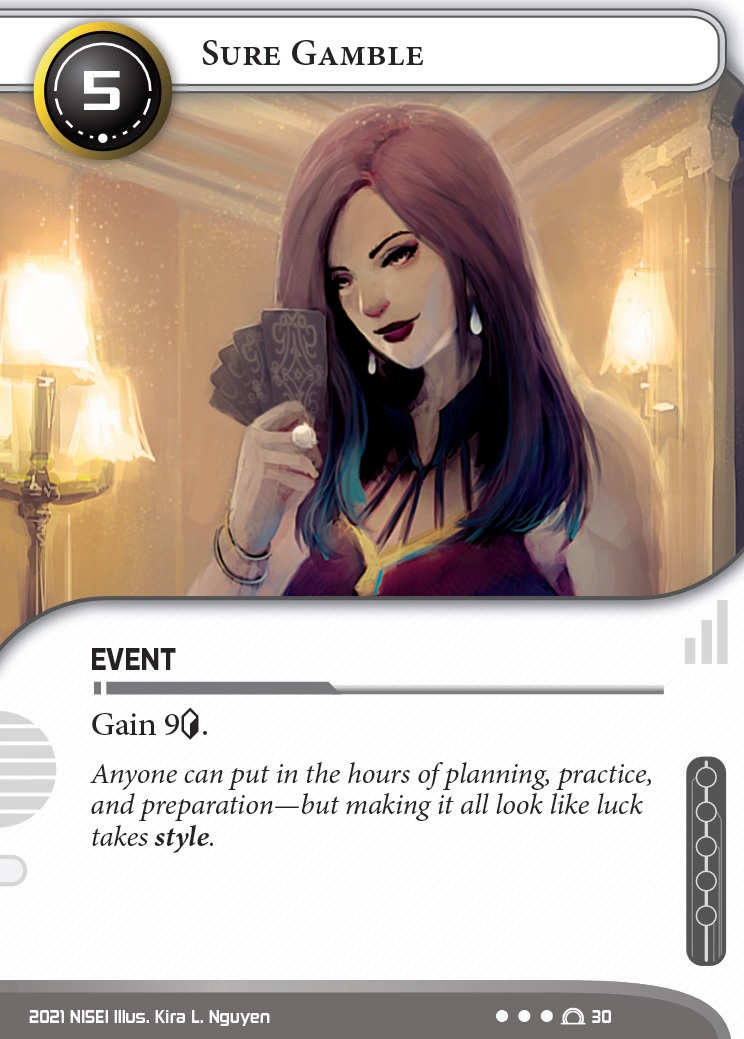 5
SURE GAMBLE
EVENT
Gain 9.
Anyone can put in the hours of planning, practice,
and preparation—but making it all look like luck
takes style.
2021 NISEI Illus. Kira L. Nguyen
30